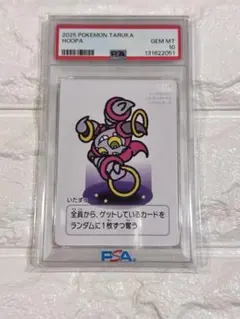 2025 POKEMON TARUKA
HOOPA
GEM MT
10
PSA
131622051
いたずら
全員から、ゲットしているカードを
ランダムに1枚ずつ奪う
PSA